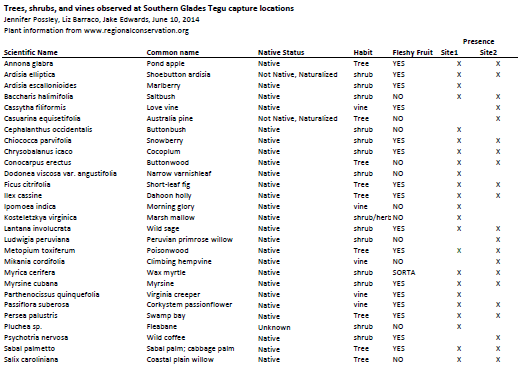 Trees, shrubs, and vines observed at Southern Glades Tegu capture locations
Jennifer Possley, Liz Barraco, Jake Edwards, June 10, 2014
Plant information from www.regionalconservation.org
Presence
Scientific Name Common name Native Status Habit Fleshy Fruit Site1 Site2
Annona glabra Pond apple Native Tree YES X X
Ardisia elliptica Shoebutton ardisia Not Native, Naturalized shrub YES X X
Ardisia escallonioides Marlberry Native shrub YES X
Baccharis halimifolia Saltbush Native shrub NO X X
Cassytha filiformis Love vine Native vine YES X
Casuarina equisetifolia Australia pine Not Native, Naturalized Tree NO X
Cephalanthus occidentalis Buttonbush Native shrub NO X
Chiococca parvifolia Snowberry Native shrub YES X X
Chrysobalanus icaco Cocoplum Native shrub YES X X
Conocarpus erectus Buttonwood Native Tree NO X X
Dodonea viscosa var. angustifolia Narrow varnishleaf Native shrub NO X
Ficus citrifolia Short-leaf fig Native Tree YES X X
Ilex cassine Dahoon holly Native Tree YES X X
Ipomoea indica Morning glory Native vine NO X
Kosteletzkya virginica Marsh mallow Native shrub/herb NO X
Lantana involucrata Wild sage Native shrub YES X X
Ludwigia peruviana Peruvian primrose willow Native shrub NO X
Metopium toxiferum Poisonwood Native Tree YES X X
Mikania cordifolia Climbing hempvine Native vine NO X
Myrica cerifera Wax myrtle Native shrub SORTA X X
Myrsine cubana Myrsine Native shrub YES X X
Parthenocissus quinquefolia Virginia creeper Native vine YES X
Passiflora suberosa Corkystem passionflower Native vine YES X X
Persea palustris Swamp bay Native Tree YES X X
Pluchea sp. Fleabane Unknown shrub NO X
Psychotria nervosa Wild coffee Native shrub YES X
Sabal palmetto Sabal palm; cabbage palm Native Tree YES X X
Salix caroliniana Coastal plain willow Native Tree NO X X